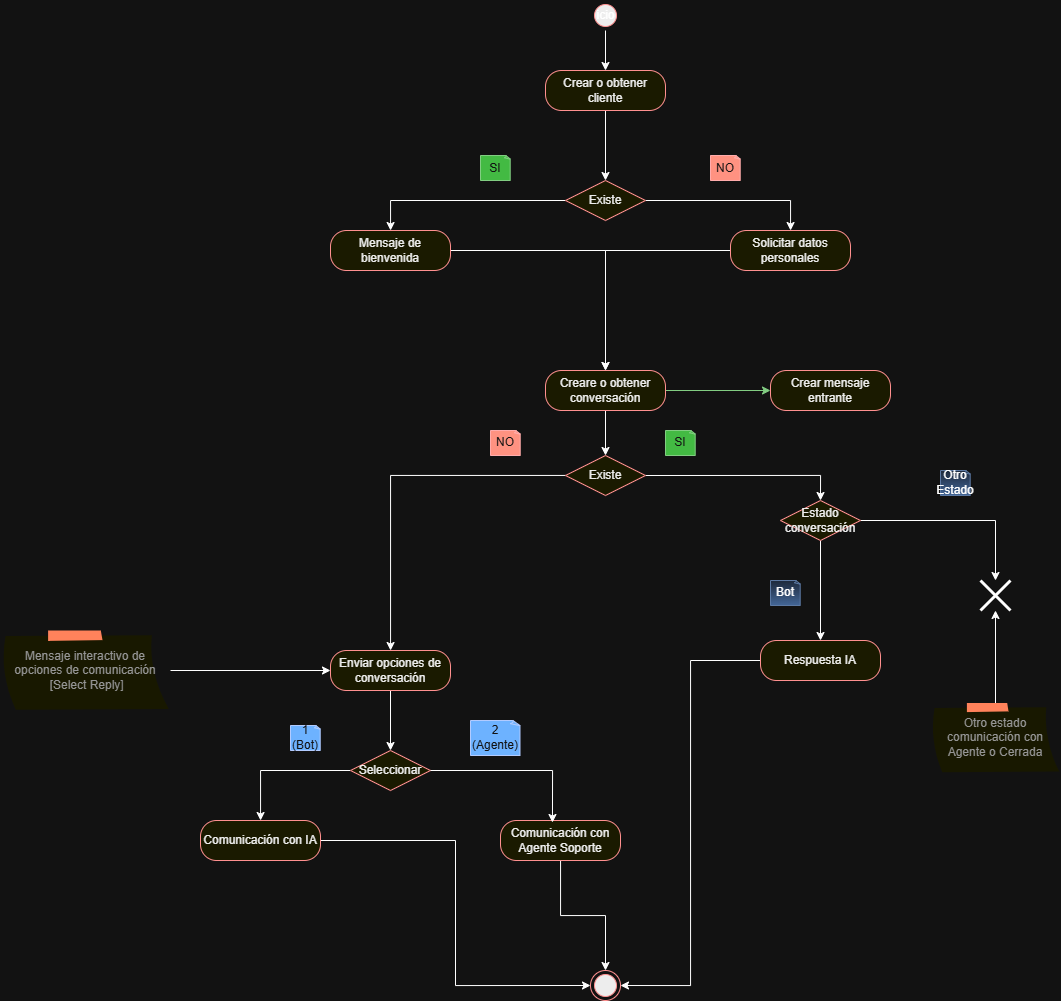 Crear o obtener
cliente
SI
NO
Existe
Mensaje de
bienvenida
Solicitar datos
personales
Creare o obtener
conversación
Crear mensaje
entrante
NO
SI
Existe
Otro
Estado
Estado
conversación
Bot
Mensaje interactivo de
opciones de comunicación
[Select Reply]
Enviar opciones de
conversación
Respuesta IA
Otro estado
comunicación con
Agente o Cerrada
1
(Bot)
2
(Agente)
Seleccionar
Comunicación con IA
Comunicación con
Agente Soporte